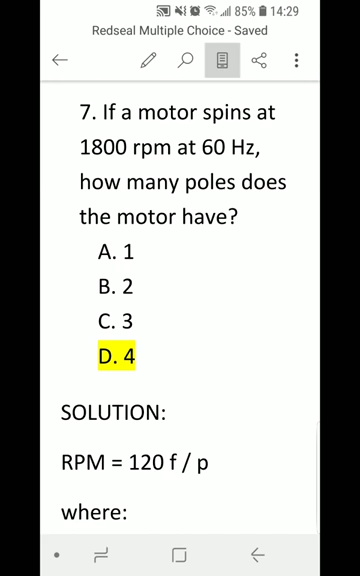 85% 14:29
Redseal Multiple Choice - Saved
7. If a motor spins at
1800 rpm at 60 Hz,
how many poles does
the motor have?
A. 1
B. 2
C. 3
D. 4
SOLUTION:
RPM = 120 f / p
where: